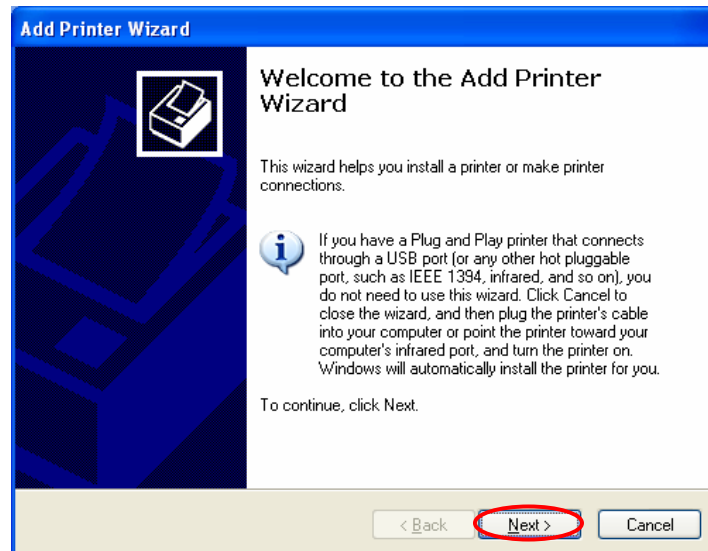 Add Printer Wizard
Welcome to the Add Printer
Wizard
This wizard helps you install a printer or make printer
connections.
If you have a Plug and Play printer that connects
through a USB port (or any other hot pluggable
port, such as IEEE 1394, infrared, and so on), you
do not need to use this wizard. Click Cancel to
close the wizard, and then plug the printer's cable
into your computer or point the printer toward your
computer's infrared port, and turn the printer on.
Windows will automatically install the printer for you.
To continue, click Next.
< Back Next > Cancel